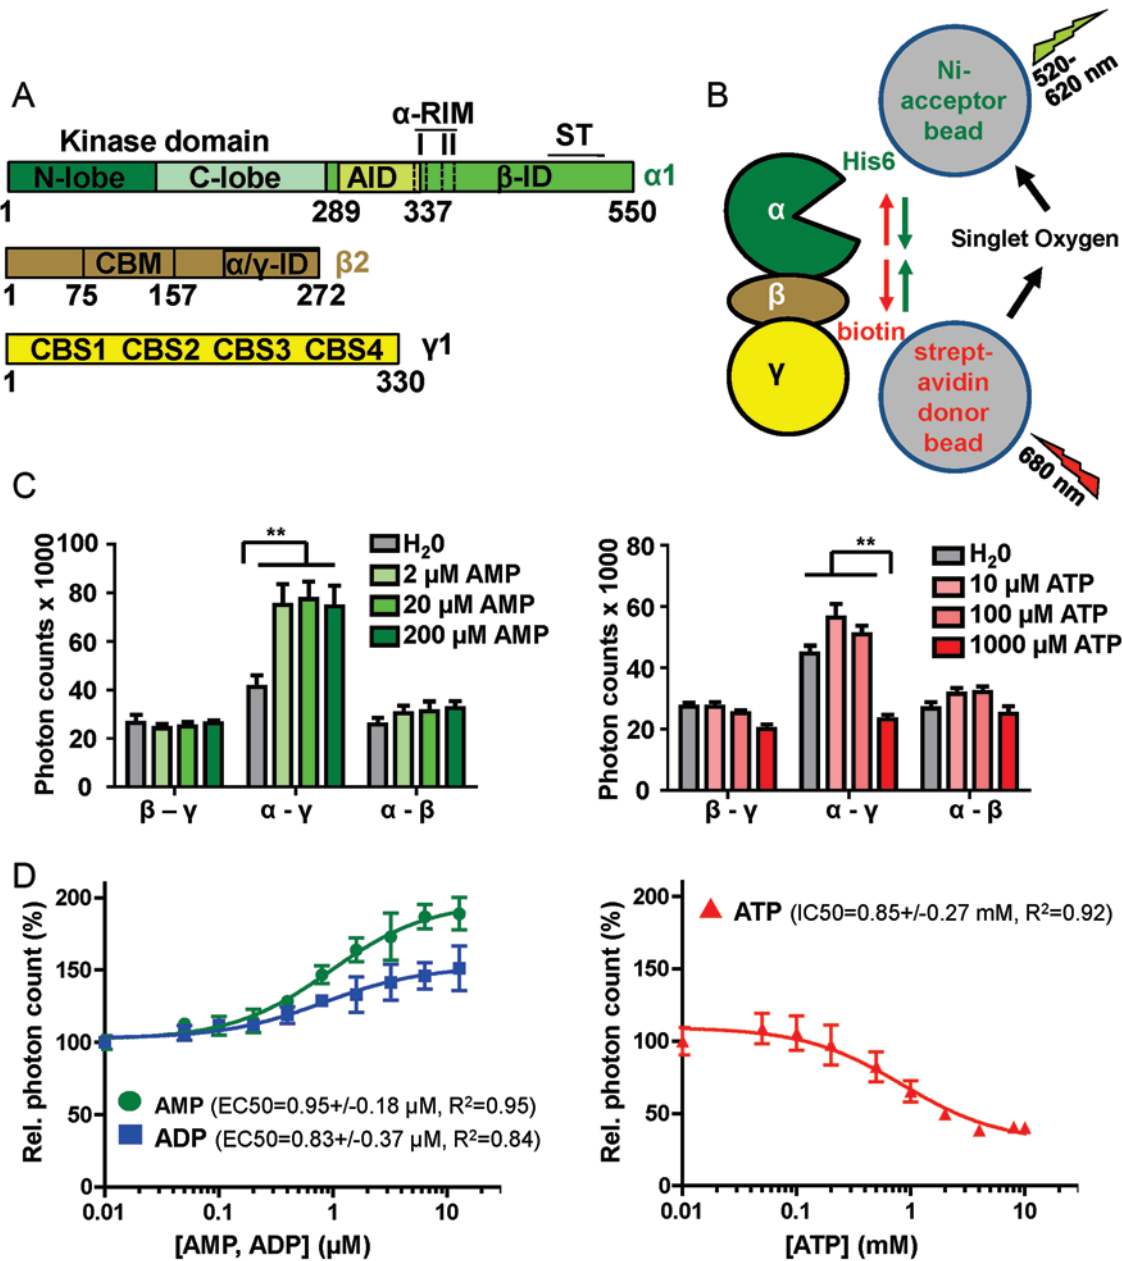 A
Kinase domain
α-RIM
I II
ST
N-lobe C-lobe AID β-ID α1
1 289 337 550
CBM α/γ-ID β2
1 75 157 272
CBS1 CBS2 CBS3 CBS4 γ1
1 330
B
Ni-
acceptor
bead
520-
620 nm
His6
α
Singlet Oxygen
β
biotin
γ
strept-
avidin
donor
bead
680 nm
C
Photon counts x 1000
100
80
60
40
20
0
**
H₂0
2 µM AMP
20 µM AMP
200 µM AMP
β – γ α - γ α - β
Photon counts x 1000
80
60
40
20
0
**
H₂0
10 µM ATP
100 µM ATP
1000 µM ATP
β - γ α - γ α - β
D
Rel. photon count (%)
200
150
100
50
0
AMP (EC50=0.95+/-0.18 µM, R²=0.95)
ADP (EC50=0.83+/-0.37 µM, R²=0.84)
0.01 0.1 1 10
[AMP, ADP] (µM)
Rel. photon count (%)
200
150
100
50
0
ATP (IC50=0.85+/-0.27 mM, R²=0.92)
0.01 0.1 1 10
[ATP] (mM)